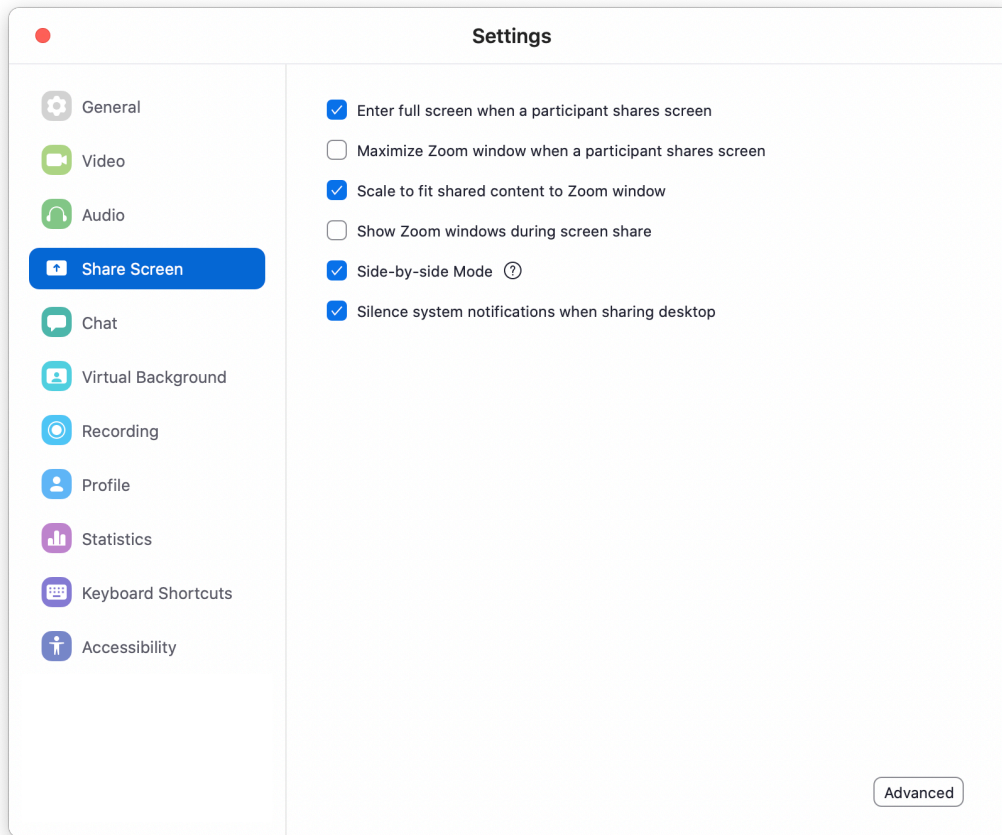 Settings
General
Video
Audio
Share Screen
Chat
Virtual Background
Recording
Profile
Statistics
Keyboard Shortcuts
Accessibility
Enter full screen when a participant shares screen
Maximize Zoom window when a participant shares screen
Scale to fit shared content to Zoom window
Show Zoom windows during screen share
Side-by-side Mode ?
Silence system notifications when sharing desktop
Advanced